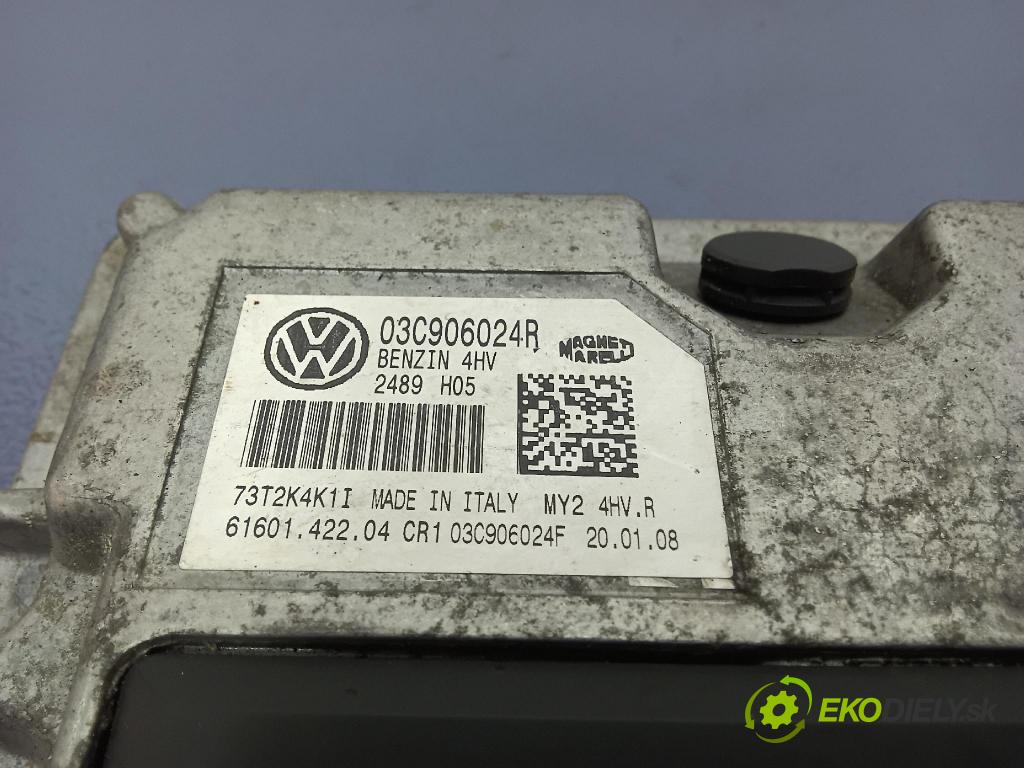 03C906024R
BENZIN 4HV
2489 H05
MAGNETI
MARELLI
73T2K4K1I MADE IN ITALY MY2 4HV.R
61601.422.04 CR1 03C906024F 20.01.08
EKODIELY.sk